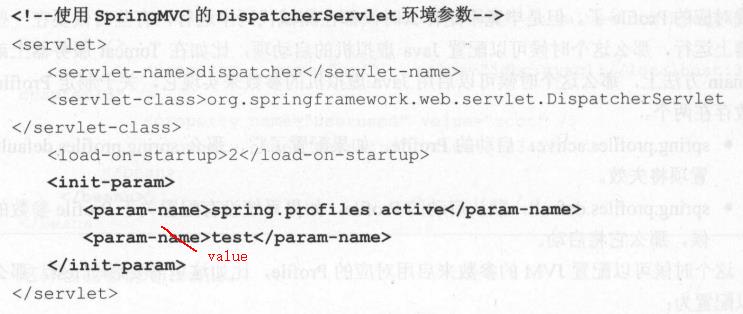 <!--使用 SpringMVC 的 DispatcherServlet 环境参数-->
<servlet>
<servlet-name>dispatcher</servlet-name>
<servlet-class>org.springframework.web.servlet.DispatcherServlet
</servlet-class>
<load-on-startup>2</load-on-startup>
<init-param>
<param-name>spring.profiles.active</param-name>
<param-name>test</param-name>
value
</init-param>
</servlet>